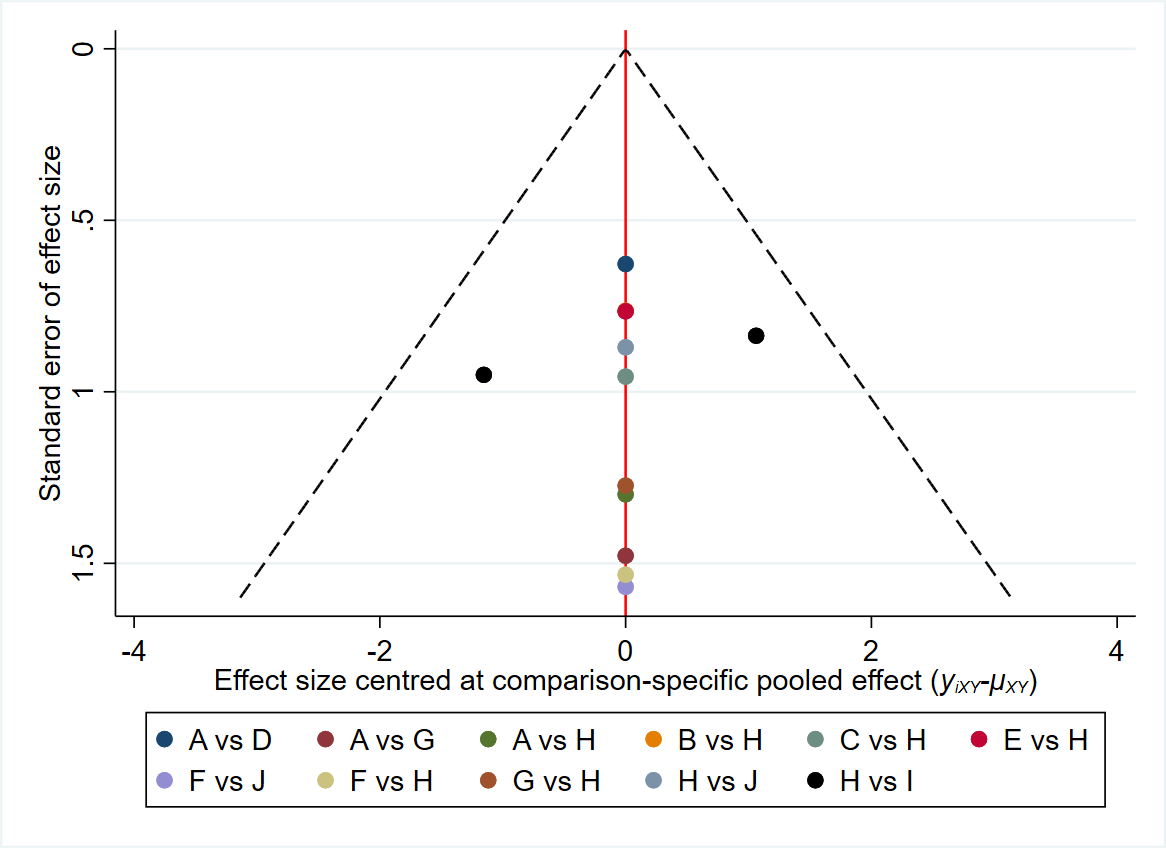 0
.5
1
1.5
Standard error of effect size
-4 -2 0 2 4
Effect size centred at comparison-specific pooled effect (yiXY-μXY)
A vs D A vs G A vs H B vs H C vs H E vs H
F vs J F vs H G vs H H vs J H vs I